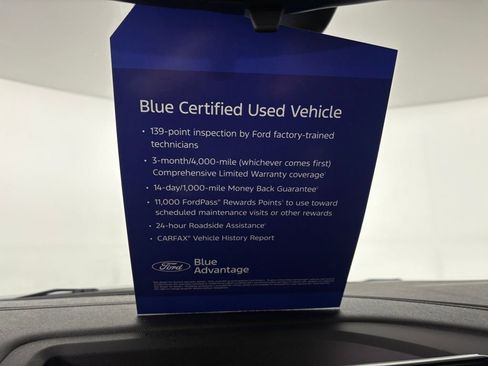 Blue Certified Used Vehicle
• 139-point inspection by Ford factory-trained
technicians
• 3-month/4,000-mile (whichever comes first)
Comprehensive Limited Warranty coverage
• 14-day/1,000-mile Money Back Guarantee
• 11,000 FordPass® Rewards Points to use toward
scheduled maintenance visits or other rewards
• 24-hour Roadside Assistance
• CARFAX® Vehicle History Report
Ford
Blue
Advantage